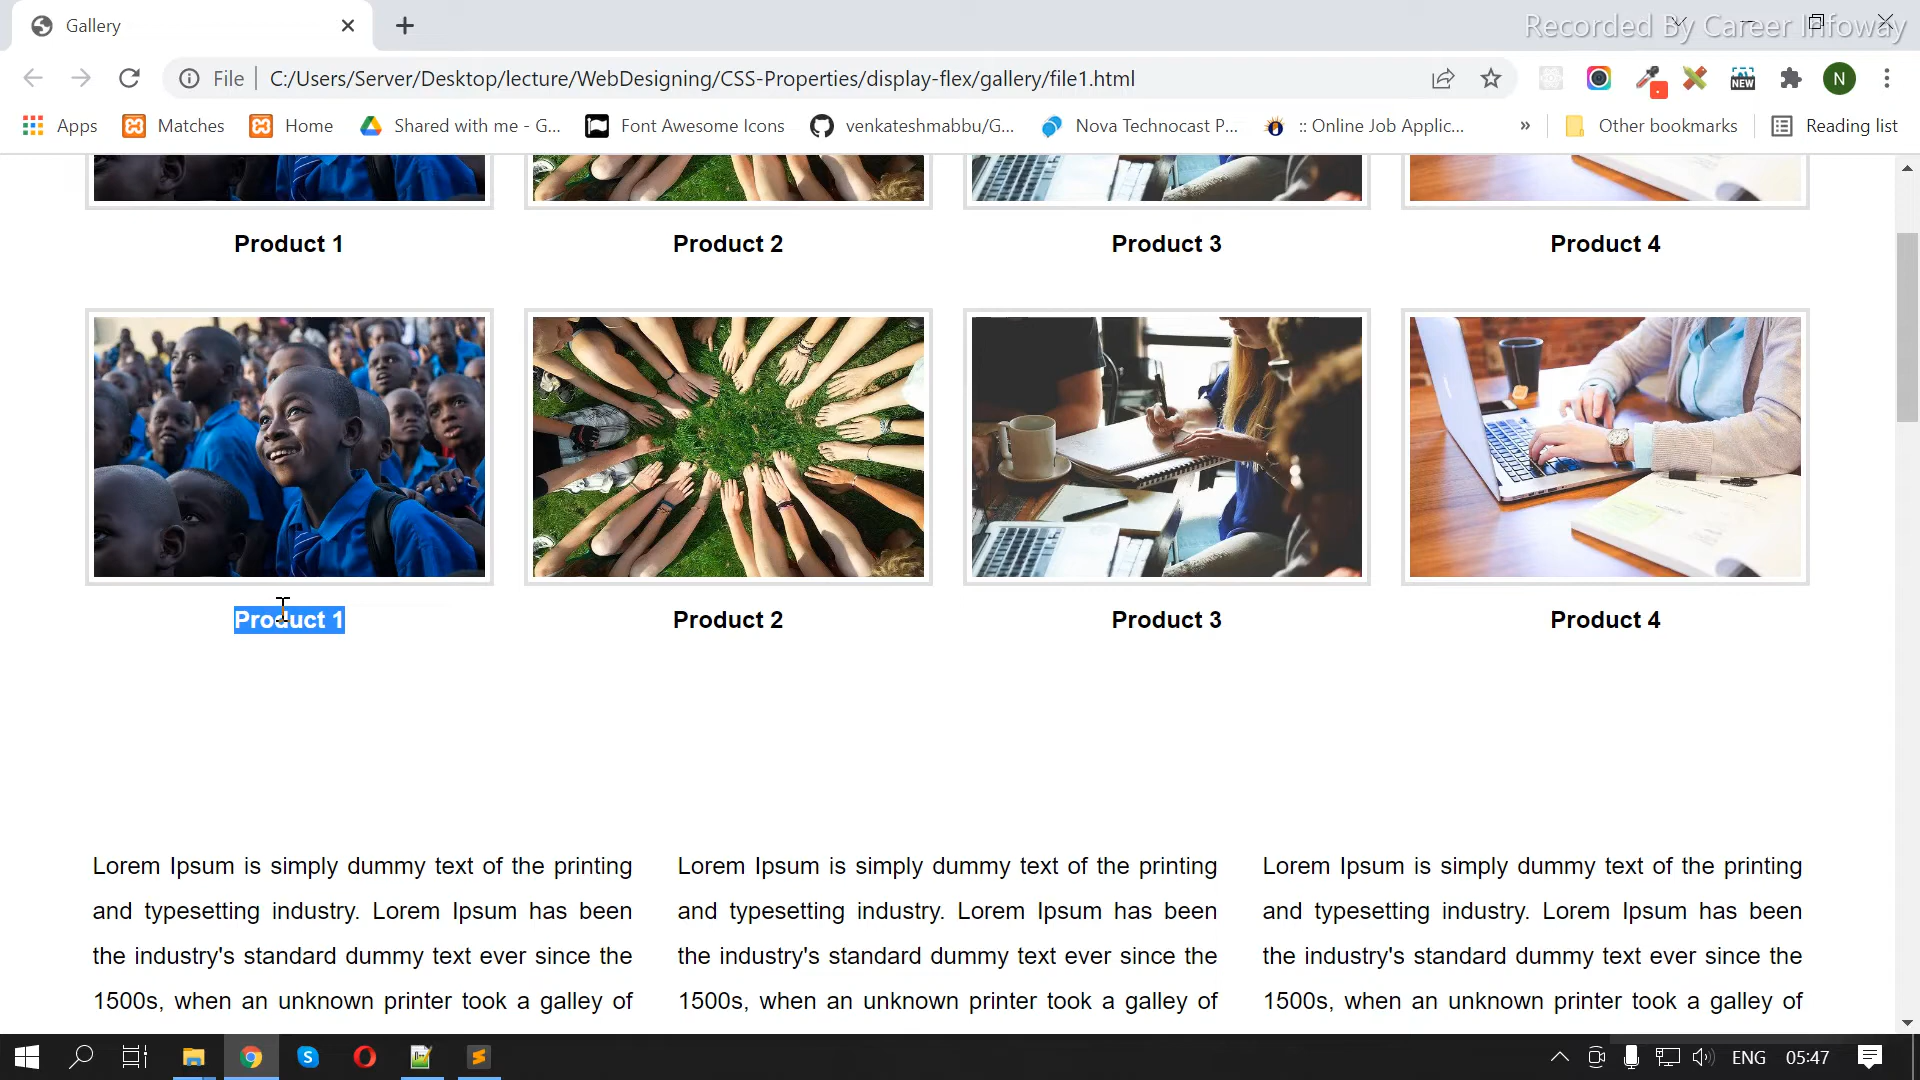 Gallery
Recorded By Career Infoway
File
C:/Users/Server/Desktop/lecture/WebDesigning/CSS-Properties/display-flex/gallery/file1.html
NEW
N
Apps
Matches
Home
Shared with me - G...
Font Awesome Icons
venkateshmabbu/G...
Nova Technocast P...
:: Online Job Applic...
»
Other bookmarks
Reading list
Product 1
Product 2
Product 3
Product 4
Product 1
Product 2
Product 3
Product 4
Lorem Ipsum is simply dummy text of the printing
and typesetting industry. Lorem Ipsum has been
the industry's standard dummy text ever since the
1500s, when an unknown printer took a galley of
Lorem Ipsum is simply dummy text of the printing
and typesetting industry. Lorem Ipsum has been
the industry's standard dummy text ever since the
1500s, when an unknown printer took a galley of
Lorem Ipsum is simply dummy text of the printing
and typesetting industry. Lorem Ipsum has been
the industry's standard dummy text ever since the
1500s, when an unknown printer took a galley of
ENG
05:47